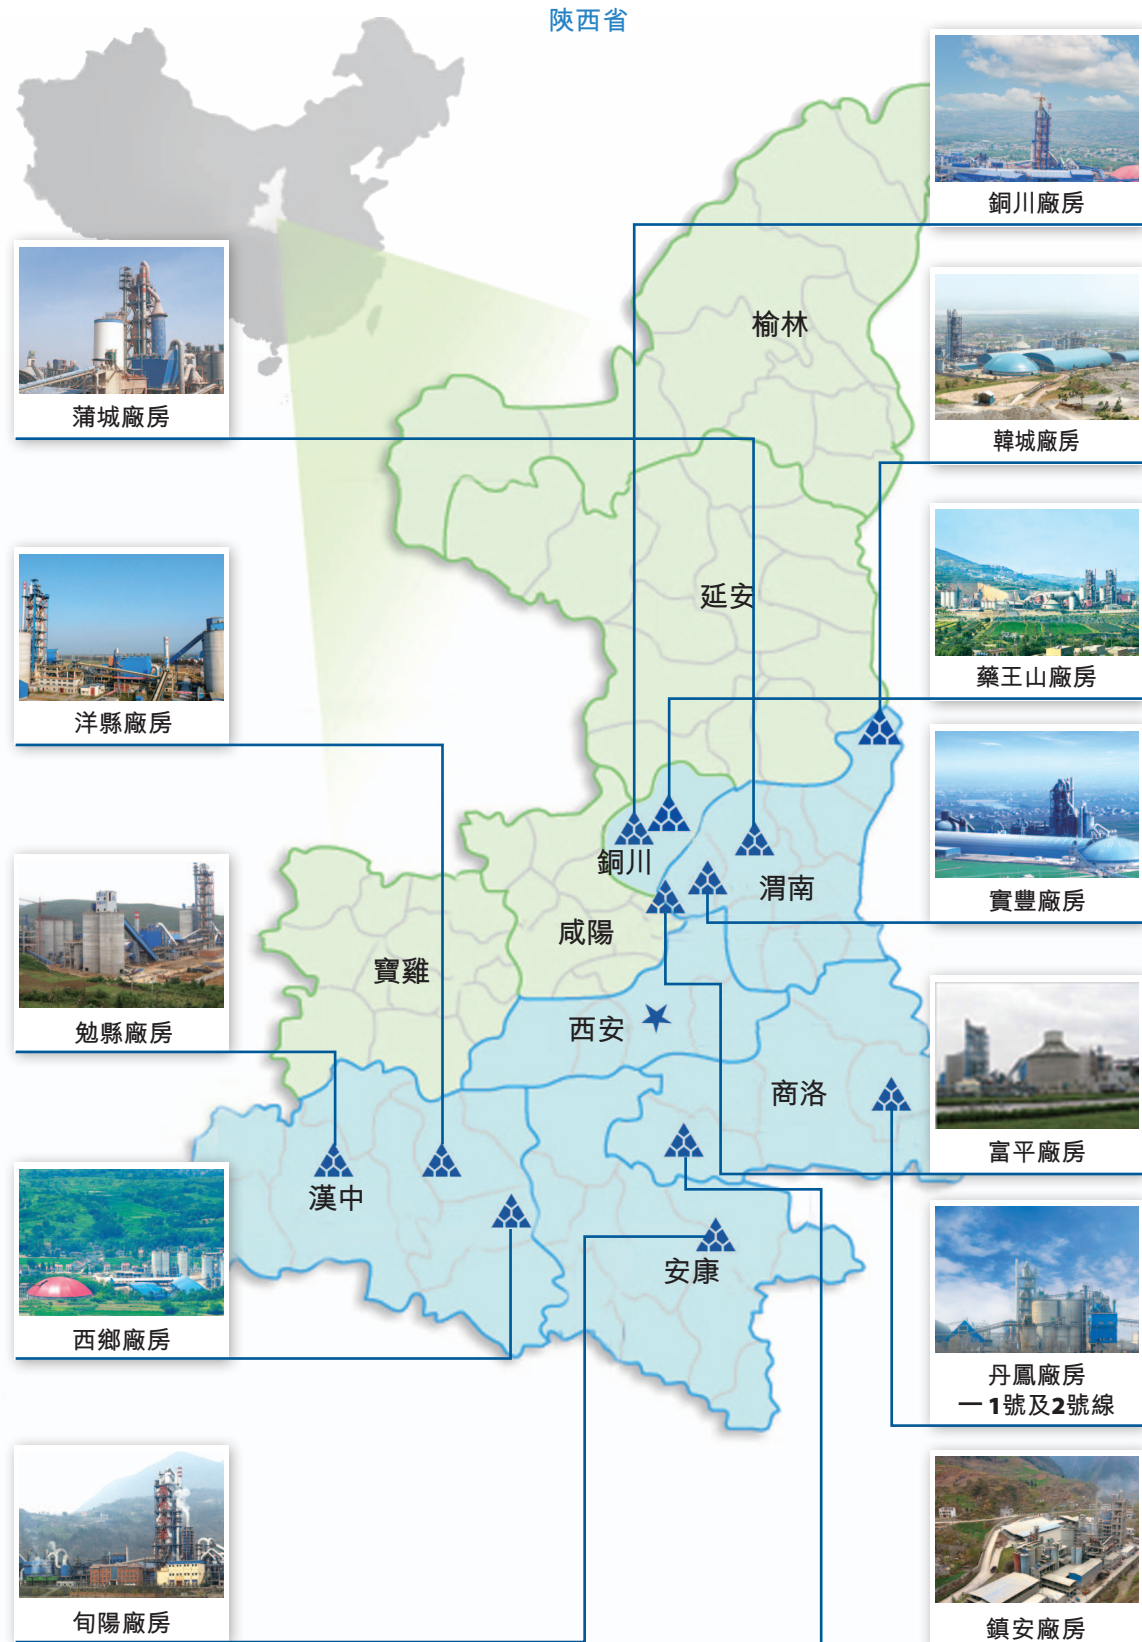 陝西省
銅川廠房
榆林
蒲城廠房
韓城廠房
延安
藥王山廠房
洋縣廠房
銅川
渭南
實豐廠房
咸陽
寶雞
西安
勉縣廠房
商洛
富平廠房
漢中
安康
西鄉廠房
丹鳳廠房
一 1號及2號線
旬陽廠房
鎮安廠房